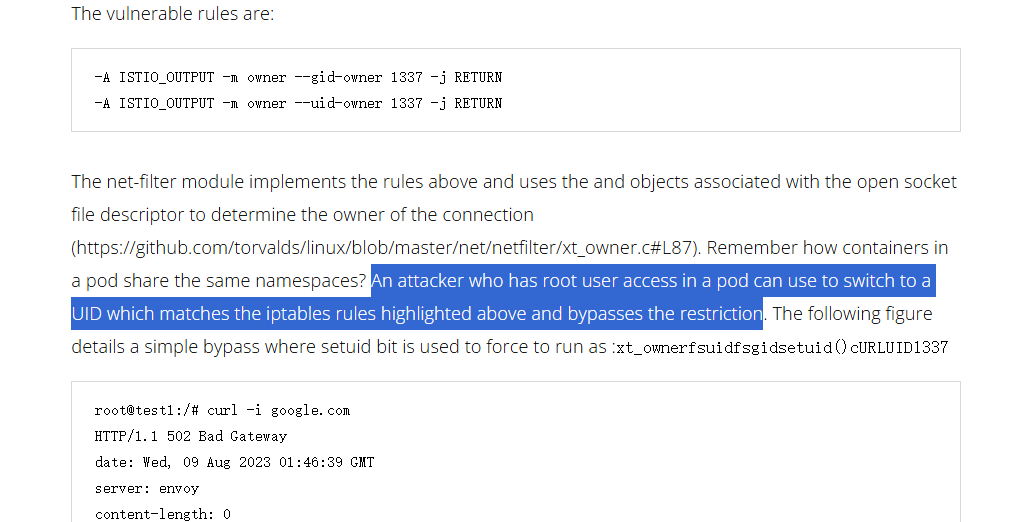 The vulnerable rules are:
-A ISTIO_OUTPUT -m owner --gid-owner 1337 -j RETURN
-A ISTIO_OUTPUT -m owner --uid-owner 1337 -j RETURN
The net-filter module implements the rules above and uses the and objects associated with the open socket
file descriptor to determine the owner of the connection
(https://github.com/torvalds/linux/blob/master/net/netfilter/xt_owner.c#L87). Remember how containers in
a pod share the same namespaces? An attacker who has root user access in a pod can use to switch to a
UID which matches the iptables rules highlighted above and bypasses the restriction. The following figure
details a simple bypass where setuid bit is used to force to run as :xt_ownerfsuidfsgidsetuid()cURLUID1337
root@test1:/# curl -i google.com
HTTP/1.1 502 Bad Gateway
date: Wed, 09 Aug 2023 01:46:39 GMT
server: envoy
content-length: 0